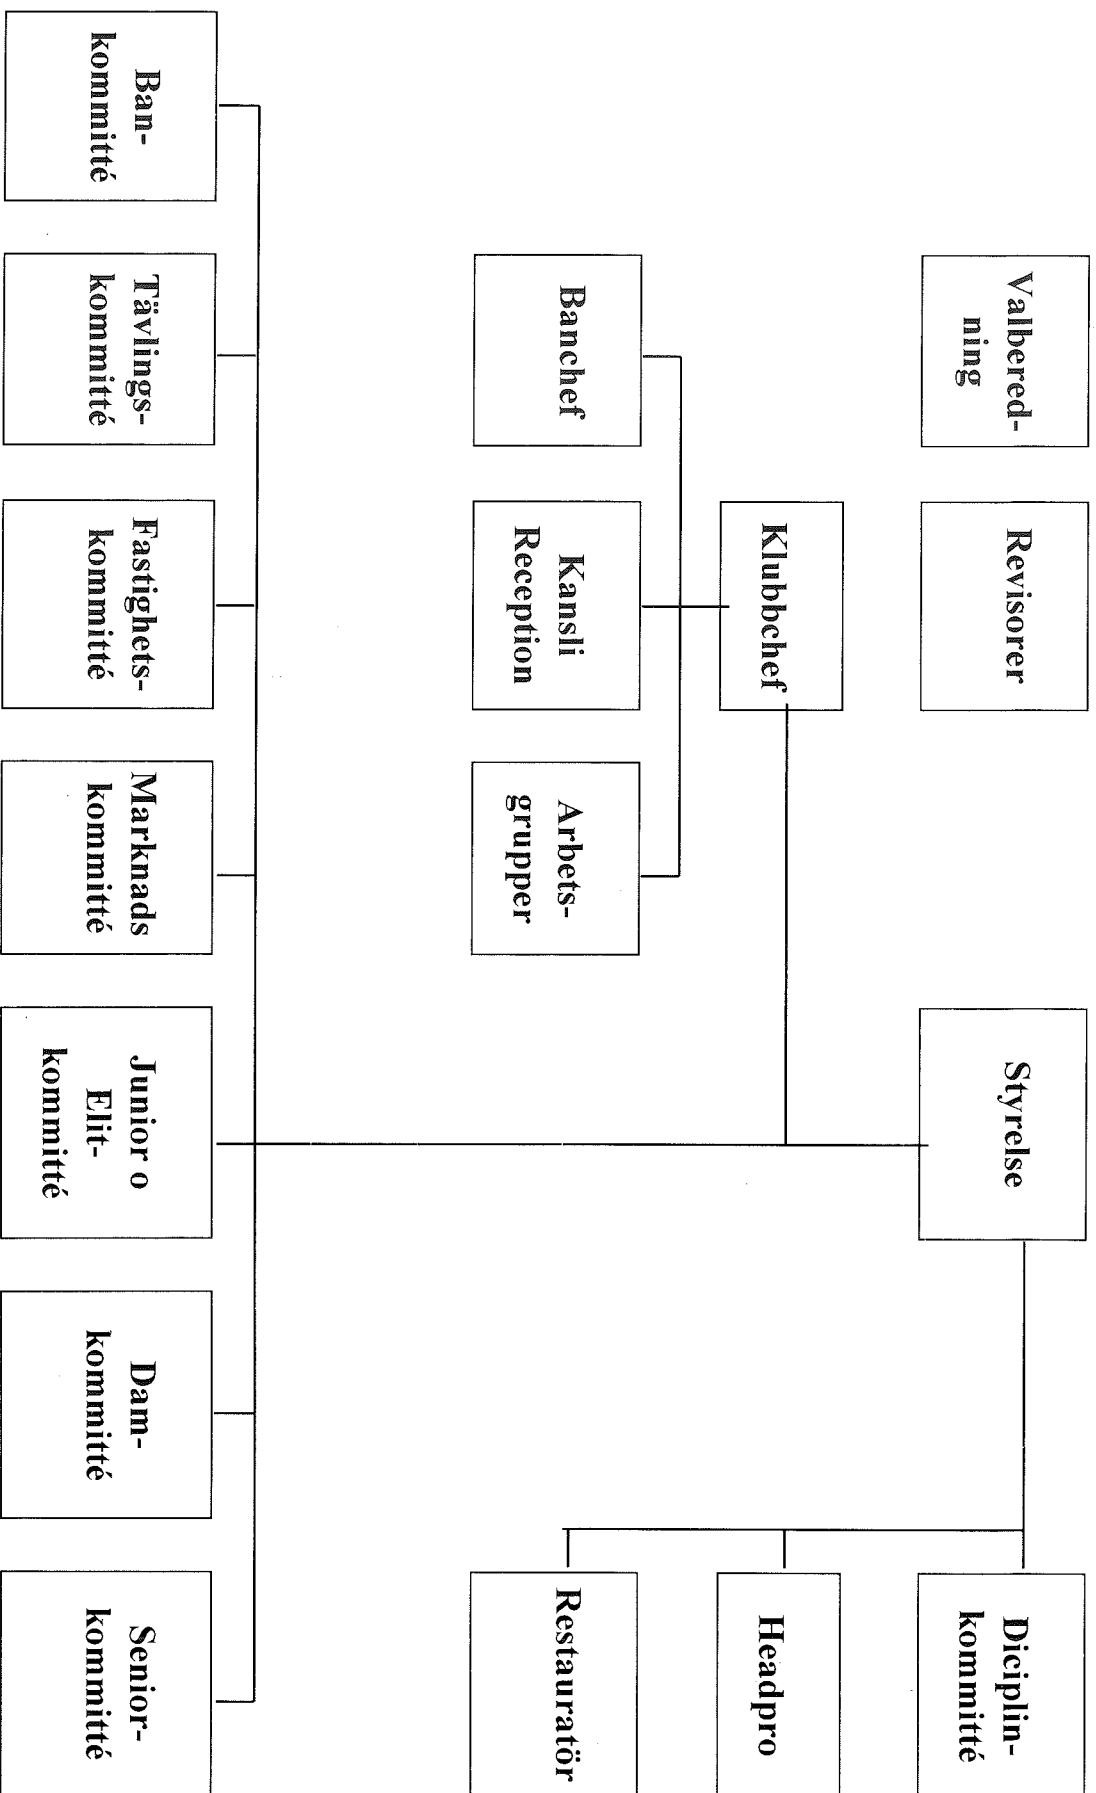 Valbered-
ning
Revisorer
Styrelse
Diciplin-
kommitté
Klubbchef
Headpro
Banchef
Kansli
Reception
Arbets-
grupper
Restauratör
Ban-
kommitté
Tävlings-
kommitté
Fastighets-
kommitté
Marknads
kommitté
Junior o
Elit-
kommitté
Dam-
kommitté
Senior-
kommitté